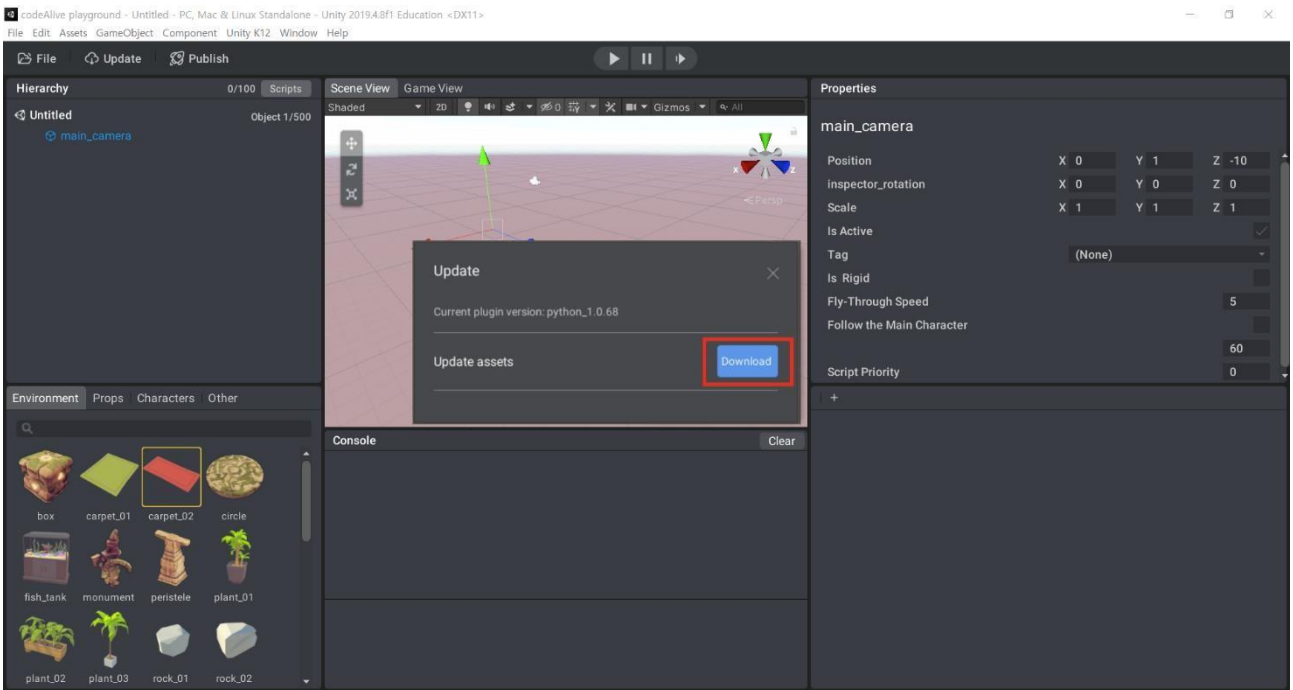 codeAlive playground - Untitled - PC, Mac & Linux Standalone - Unity 2019.4.8f1 Education <DX11>
File Edit Assets GameObject Component Unity K12 Window Help
File Update Publish
Hierarchy 0/100 Scripts
Untitled Object 1/500
main_camera
Scene View Game View
Shaded 2D 0 Gizmos All
x z
Persp
Update
Current plugin version: python_1.0.68
Update assets Download
Properties
main_camera
Position X 0 Y 1 Z -10
inspector_rotation X 0 Y 0 Z 0
Scale X 1 Y 1 Z 1
Is Active
Tag (None)
Is Rigid
Fly-Through Speed 5
Follow the Main Character
60
Script Priority 0
+
Environment Props Characters Other
box carpet_01 carpet_02 circle
fish_tank monument peristele plant_01
plant_02 plant_03 rock_01 rock_02
Console Clear